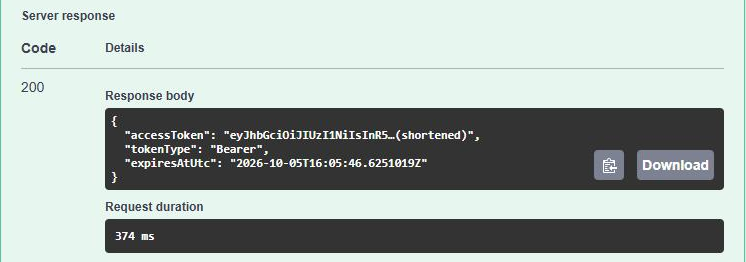 Server response
Code Details
200
Response body
{
"accessToken": "eyJhbGciOiJIUzI1NiIsInR5…(shortened)",
"tokenType": "Bearer",
"expiresAtUtc": "2026-10-05T16:05:46.6251019Z"
}
Download
Request duration
374 ms